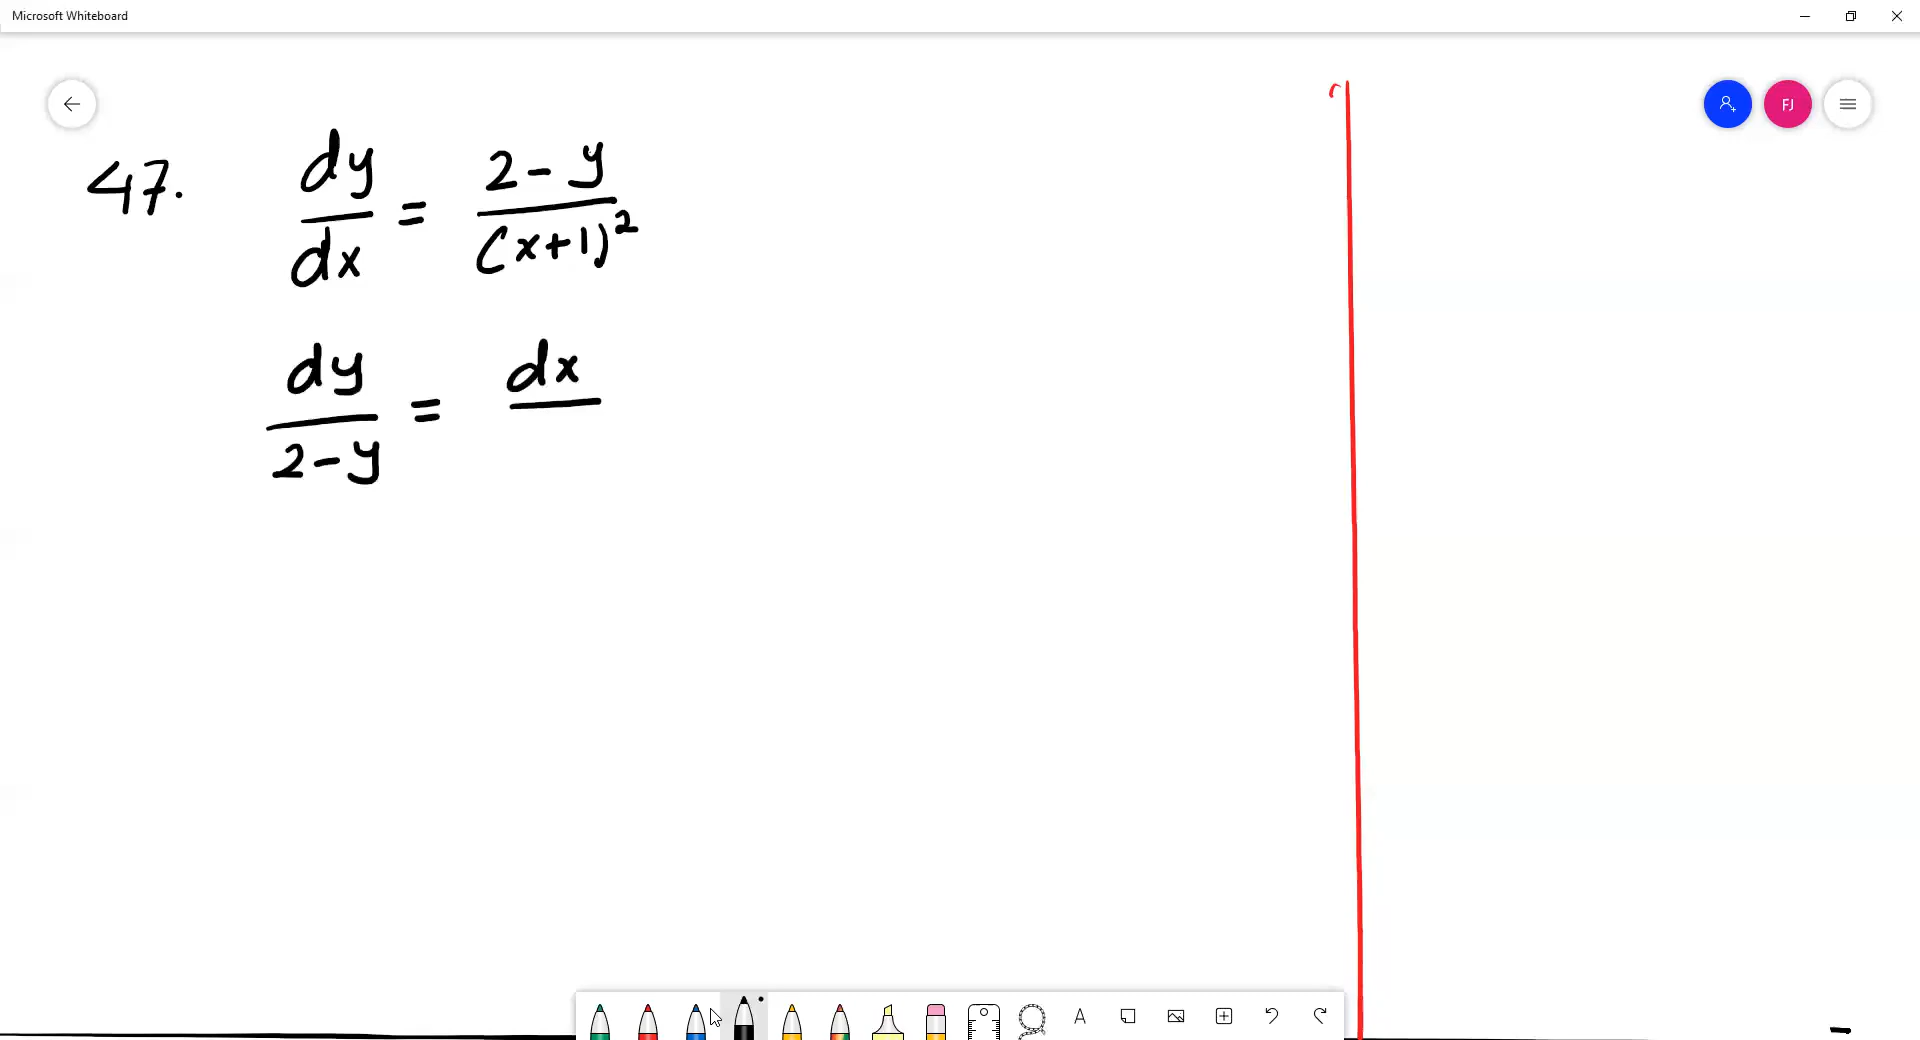 Microsoft Whiteboard
FJ
47. dy/dx = 2-y/(x+1)²
dy/2-y = dx/
A